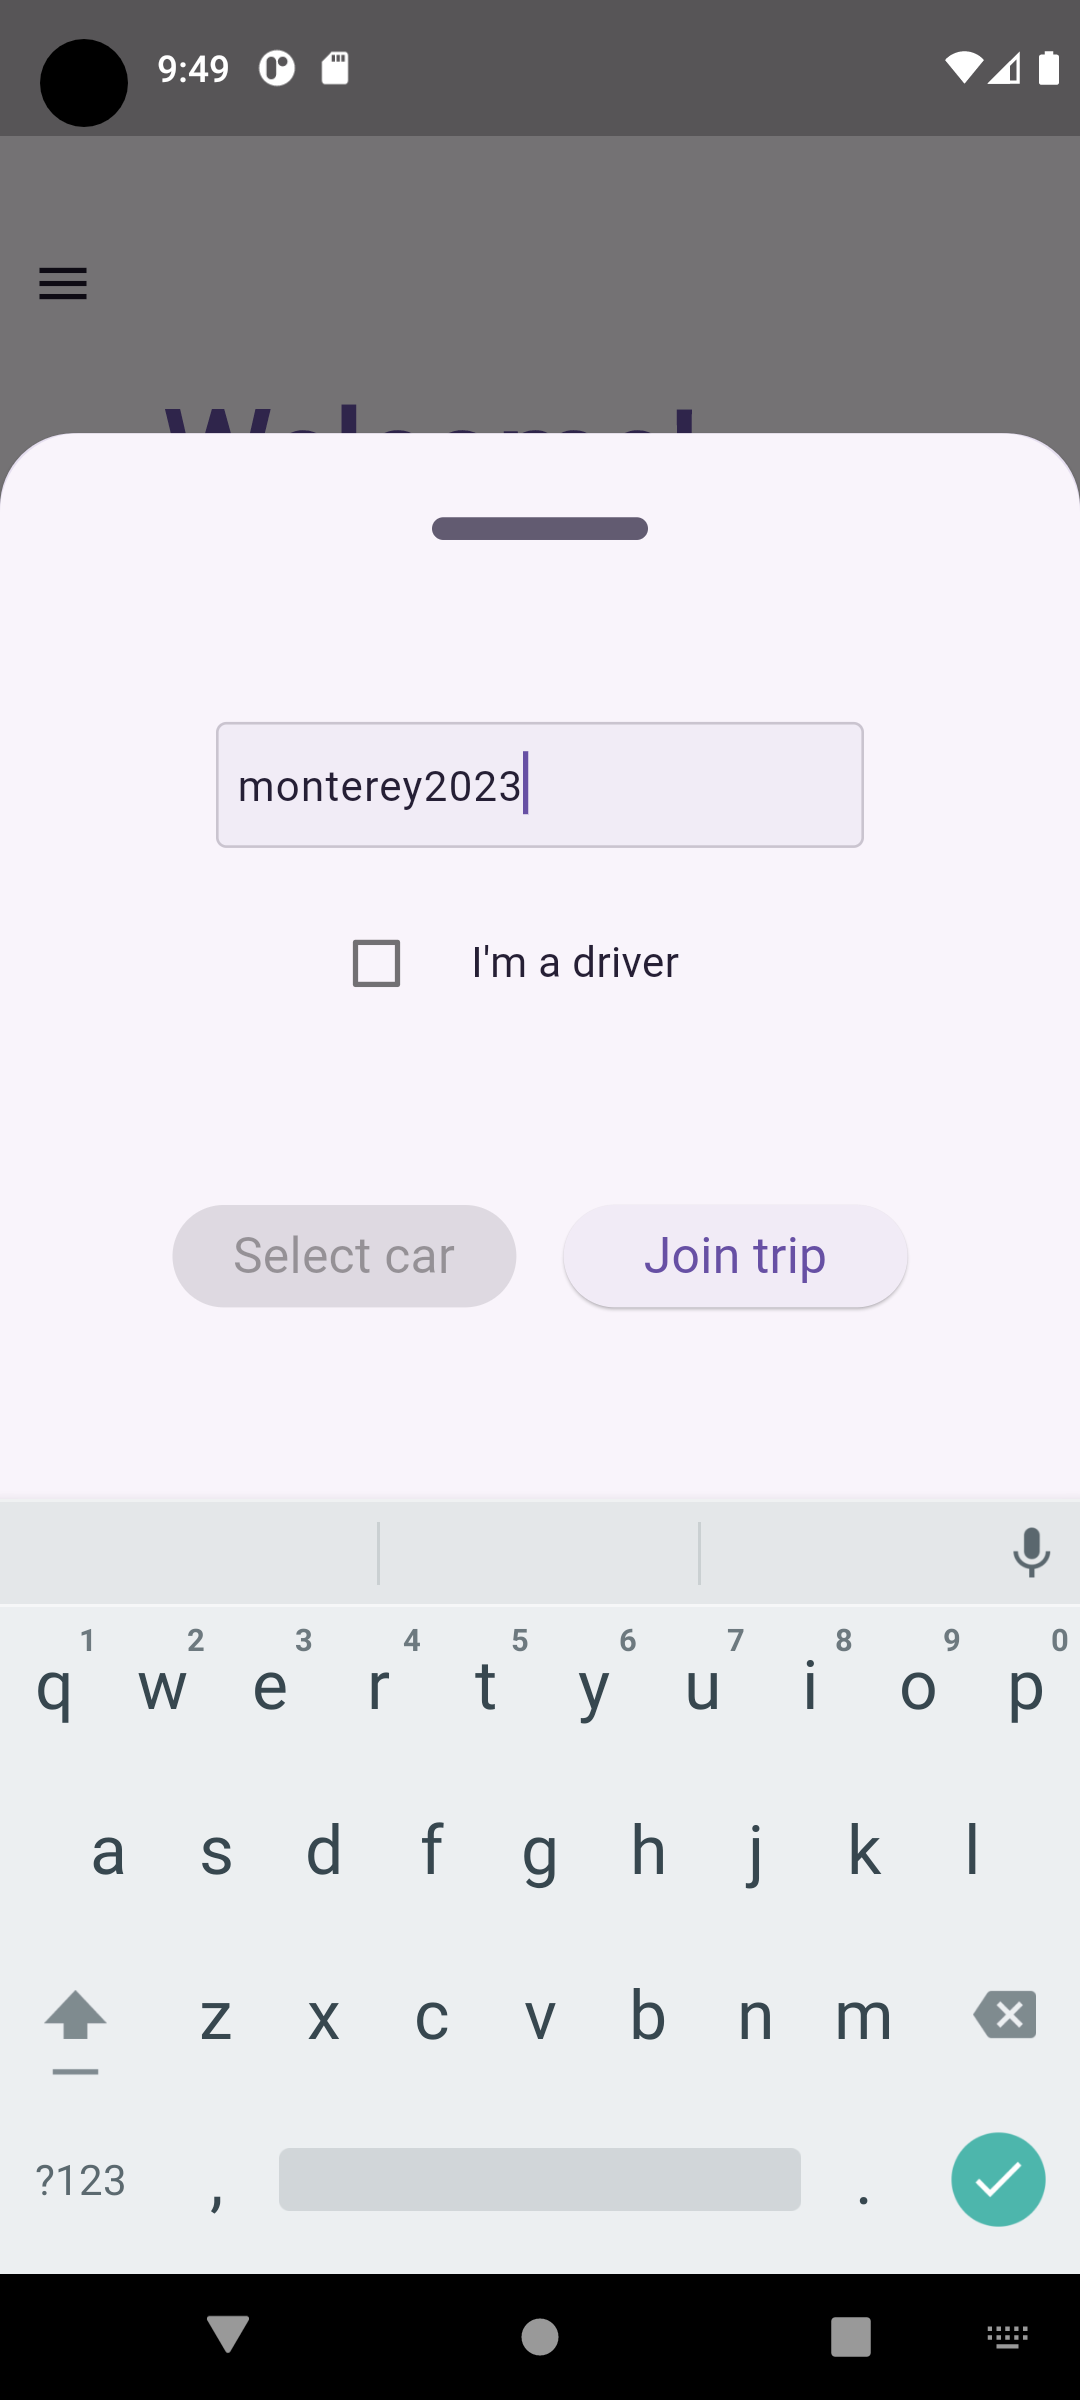 9:49
Welcome!
monterey2023
I'm a driver
Select car
Join trip
1 2 3 4 5 6 7 8 9 0
q w e r t y u i o p
a s d f g h j k l
z x c v b n m
?123 , .